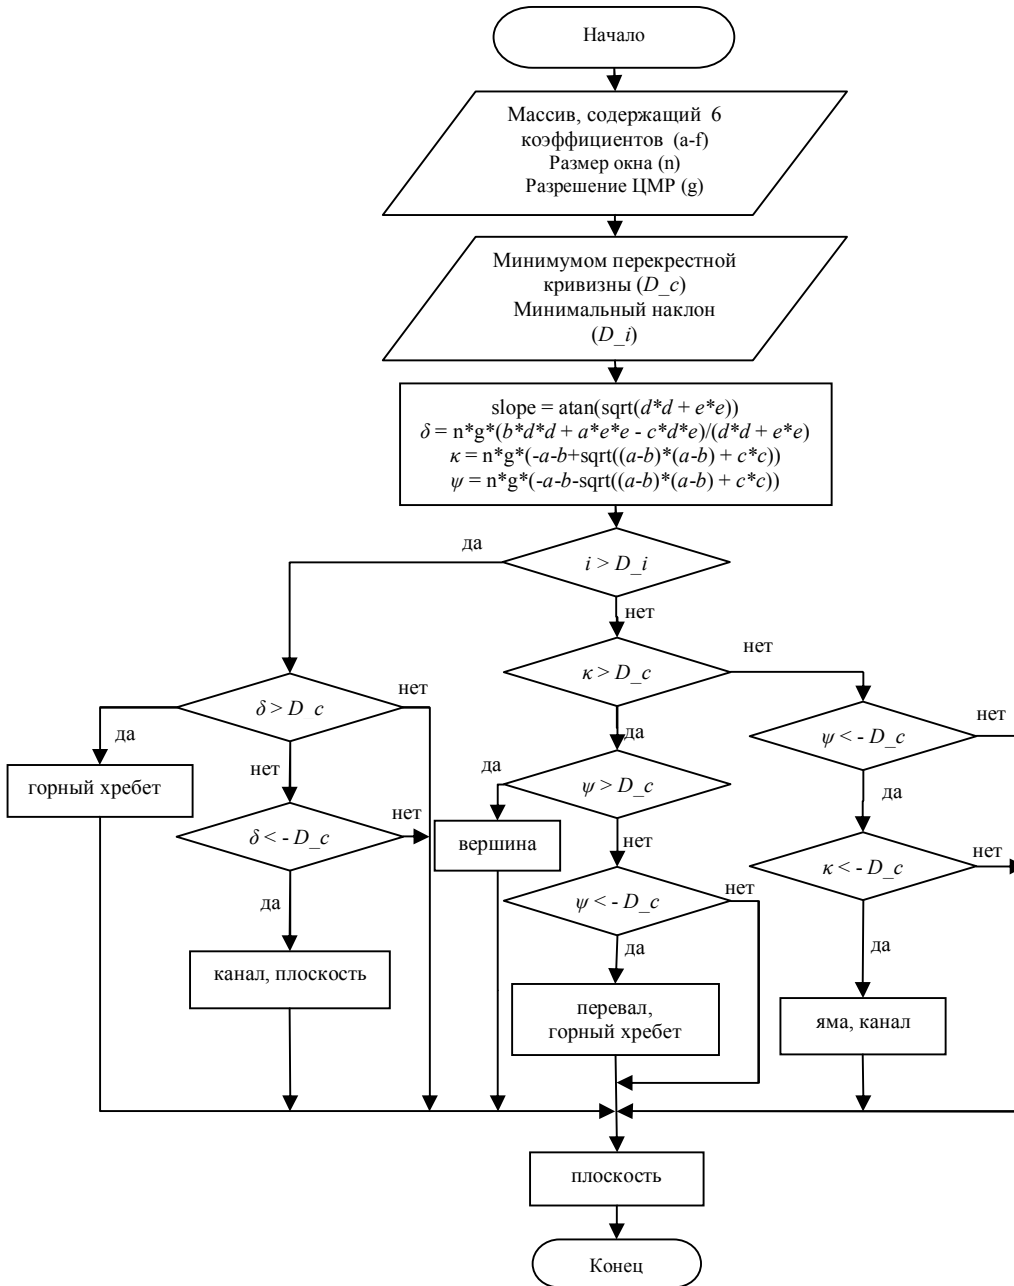 Начало
Массив, содержащий 6
коэффициентов (a-f)
Размер окна (n)
Разрешение ЦМР (g)
Минимумом перекрестной
кривизны (D_c)
Минимальный наклон
(D_i)
slope = atan(sqrt(d*d + e*e))
δ = n*g*(b*d*d + a*e*e - c*d*e)/(d*d + e*e)
κ = n*g*(-a-b+sqrt((a-b)*(a-b) + c*c))
ψ = n*g*(-a-b-sqrt((a-b)*(a-b) + c*c))
да
i > D_i
нет
κ > D_c
нет
δ > D_c
нет
да
нет
горный хребет
δ < - D_c
нет
да
канал, плоскость
да
ψ > D_c
да
вершина
нет
ψ < - D_c
нет
да
перевал,
горный хребет
ψ < - D_c
нет
да
κ < - D_c
нет
да
яма, канал
плоскость
Конец